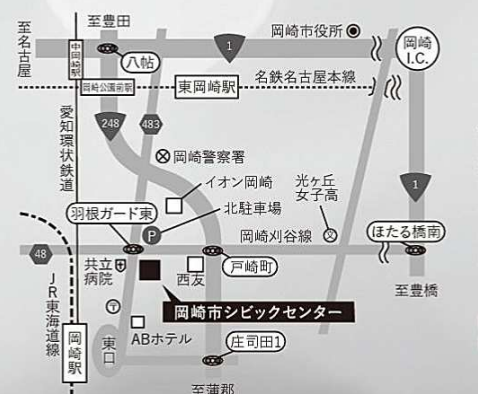 至豊田
至名古屋
中岡崎駅
八帖
1
岡崎市役所
岡崎
I.C.
岡崎公園前駅
東岡崎駅
名鉄名古屋本線
愛知環状鉄道
248
483
岡崎警察署
イオン岡崎
光ヶ丘
女子高
1
羽根ガード東
P
北駐車場
岡崎刈谷線
ほたる橋南
48
共立
病院
西友
戸崎町
至豊橋
JR東海道線
岡崎市シビックセンター
岡崎駅
東口
ABホテル
庄司田1
至蒲郡